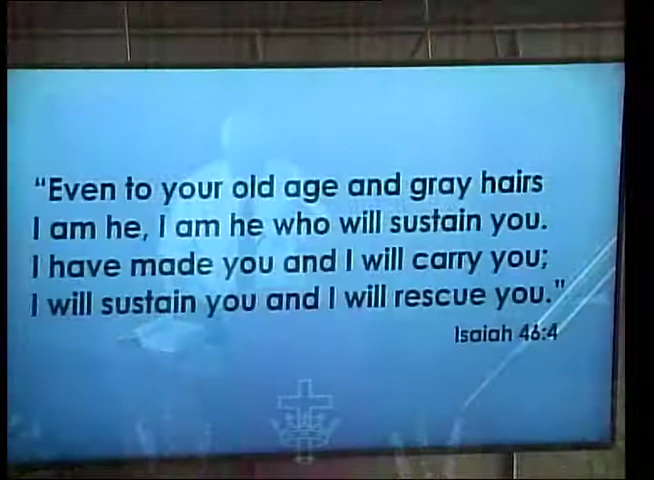 “Even to your old age and gray hairs
I am he, I am he who will sustain you.
I have made you and I will carry you;
I will sustain you and I will rescue you.”
Isaiah 46:4